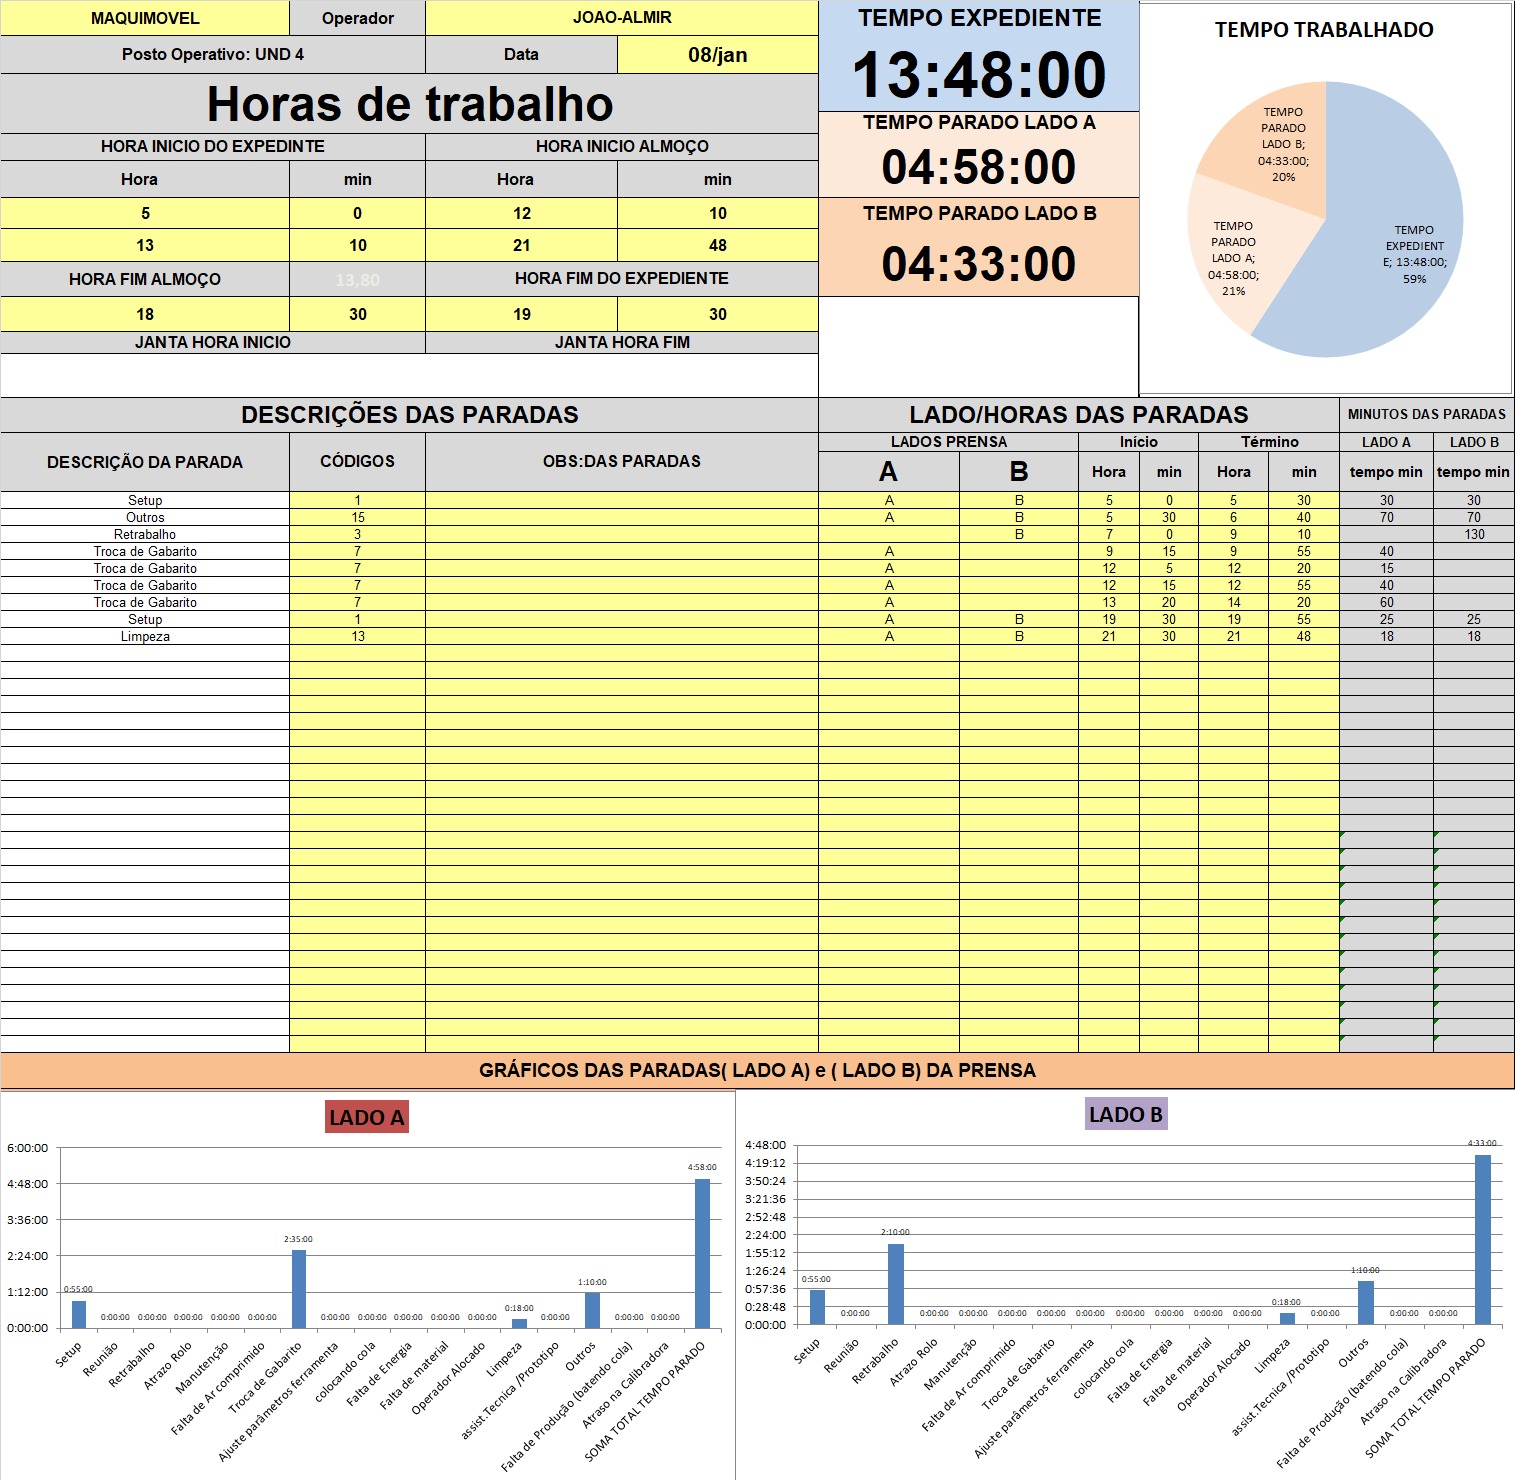 MAQUIMOVEL Operador JOAO-ALMIR
Posto Operativo: UND 4 Data 08/jan
Horas de trabalho
HORA INICIO DO EXPEDINTE HORA INICIO ALMOÇO
Hora min Hora min
5 0 12 10
13 10 21 48
HORA FIM ALMOÇO 13,80 HORA FIM DO EXPEDIENTE
18 30 19 30
JANTA HORA INICIO JANTA HORA FIM
TEMPO EXPEDIENTE
13:48:00
TEMPO PARADO LADO A
04:58:00
TEMPO PARADO LADO B
04:33:00
TEMPO TRABALHADO
TEMPO
PARADO
LADO B;
04:33:00;
20%
TEMPO
PARADO
LADO A;
04:58:00;
21%
TEMPO
EXPEDIENT
E; 13:48:00;
59%
DESCRIÇÕES DAS PARADAS LADO/HORAS DAS PARADAS MINUTOS DAS PARADAS
LADOS PRENSA Início Término LADO A LADO B
DESCRIÇÃO DA PARADA CÓDIGOS OBS:DAS PARADAS A B Hora min Hora min tempo min tempo min
Setup 1 A B 5 0 5 30 30 30
Outros 15 A B 5 30 6 40 70 70
Retrabalho 3 B 7 0 9 10 130
Troca de Gabarito 7 A 9 15 9 55 40
Troca de Gabarito 7 A 12 5 12 20 15
Troca de Gabarito 7 A 12 15 12 55 40
Troca de Gabarito 7 A 13 20 14 20 60
Setup 1 A B 19 30 19 55 25 25
Limpeza 13 A B 21 30 21 48 18 18
GRÁFICOS DAS PARADAS( LADO A) e ( LADO B) DA PRENSA
LADO A
6:00:00
4:48:00
3:36:00
2:24:00
1:12:00
0:00:00
0:55:00 0:00:00 0:00:00 0:00:00 0:00:00 0:00:00 2:35:00 0:00:00 0:00:00 0:00:00 0:00:00 0:00:00 0:18:00 0:00:00 1:10:00 0:00:00 0:00:00 4:58:00
Setup
Reunião
Retrabalho
Atrazo Rolo
Manutenção
Falta de Ar comprimido
Troca de Gabarito
Ajuste parâmetros ferramenta
colocando cola
Falta de Energia
Falta de material
Operador Alocado
Limpeza
assist.Tecnica /Prototipo
Outros
Falta de Produção (batendo cola)
Atraso na Calibradora
SOMA TOTAL TEMPO PARADO
LADO B
4:48:00
4:19:12
3:50:24
3:21:36
2:52:48
2:24:00
1:55:12
1:26:24
0:57:36
0:28:48
0:00:00
0:55:00 0:00:00 2:10:00 0:00:00 0:00:00 0:00:00 0:00:00 0:00:00 0:00:00 0:00:00 0:00:00 0:00:00 0:18:00 0:00:00 1:10:00 0:00:00 0:00:00 4:33:00
Setup
Reunião
Retrabalho
Atrazo Rolo
Manutenção
Falta de Ar comprimido
Troca de Gabarito
Ajuste parâmetros ferramenta
colocando cola
Falta de Energia
Falta de material
Operador Alocado
Limpeza
assist.Tecnica /Prototipo
Outros
Falta de Produção (batendo cola)
Atraso na Calibradora
SOMA TOTAL TEMPO PARADO